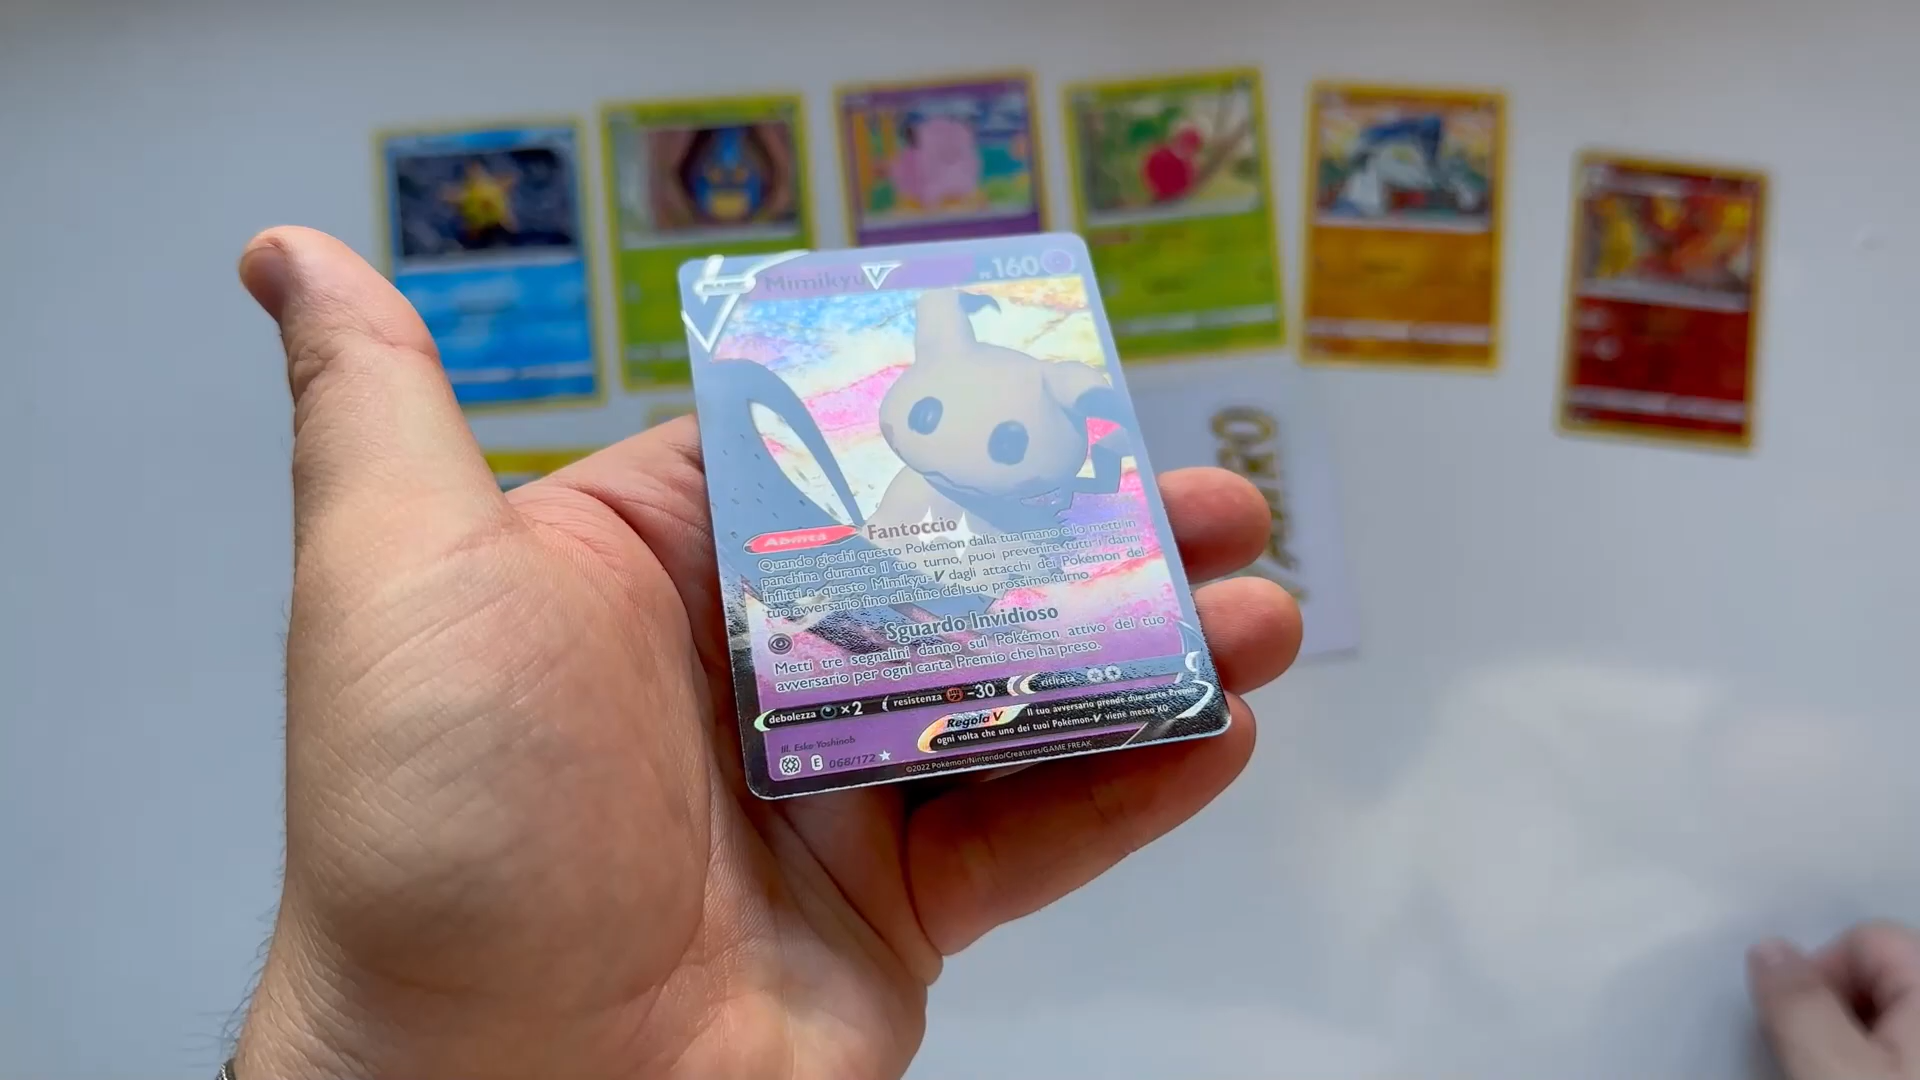 Mimikyu V PS 160
Abilità Fantoccio
Quando giochi questo Pokémon dalla tua mano e lo metti in
panchina durante il tuo turno, puoi prevenire tutti i danni
inflitti a questo Mimikyu-V dagli attacchi dei Pokémon del
tuo avversario fino alla fine del suo prossimo turno.
Sguardo Invidioso
Metti tre segnalini danno sul Pokémon attivo del tuo
avversario per ogni carta Premio che ha preso.
debolezza ×2 resistenza -30 ritirata
Regola V Il tuo avversario prende due carte Premio
ogni volta che uno dei tuoi Pokémon-V viene messo KO.
Ill. Eske Yoshinob
E 068/172
©2022 Pokémon/Nintendo/Creatures/GAME FREAK